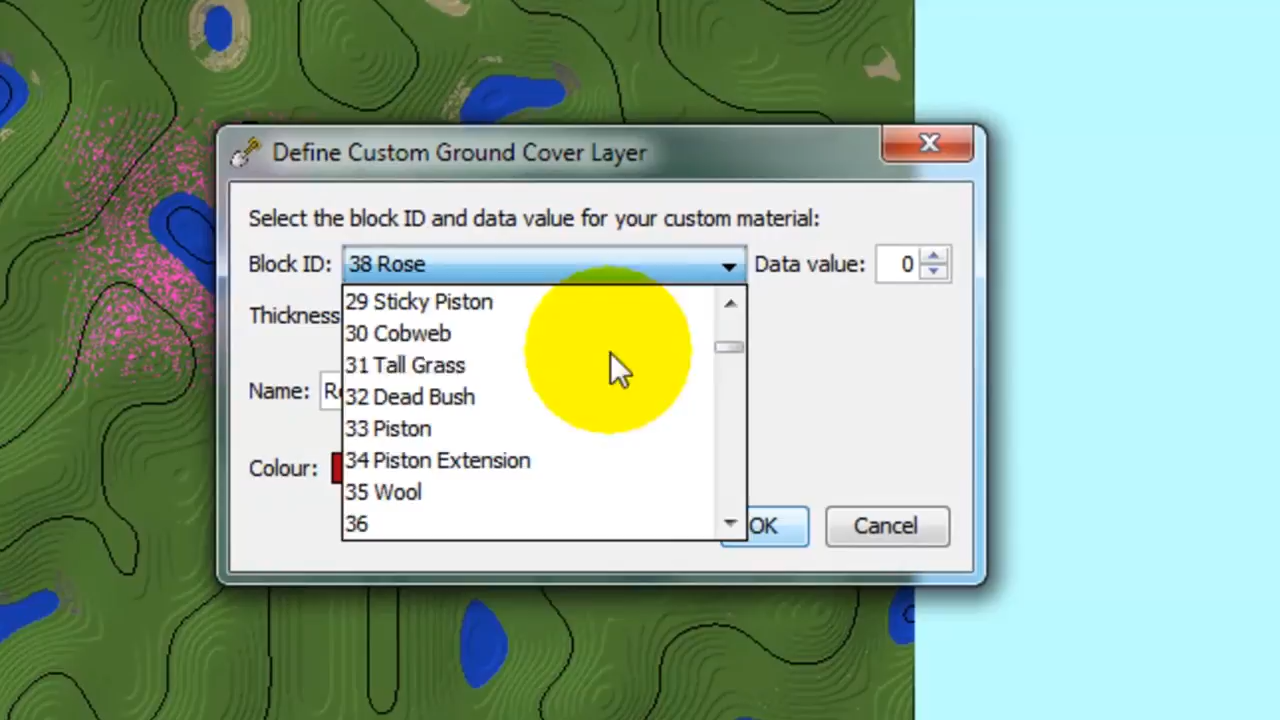 Define Custom Ground Cover Layer
Select the block ID and data value for your custom material:
Block ID: 38 Rose Data value: 0
29 Sticky Piston
Thickness
30 Cobweb
31 Tall Grass
Name:
32 Dead Bush
33 Piston
34 Piston Extension
Colour:
35 Wool
36
OK Cancel